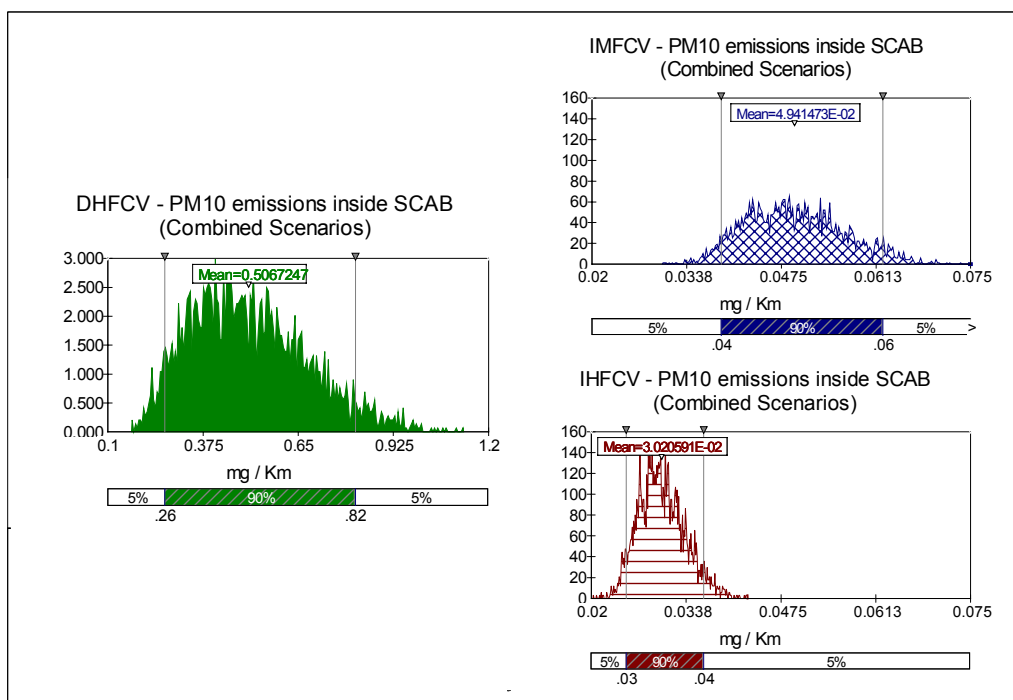 DHFCV - PM10 emissions inside SCAB
(Combined Scenarios)
Mean=0.5067247
3.000
2.500
2.000
1.500
1.000
0.500
0.000
0.1 0.375 0.65 0.925 1.2
mg / Km
5% 90% 5%
.26 .82
IMFCV - PM10 emissions inside SCAB
(Combined Scenarios)
Mean=4.941473E-02
160
140
120
100
80
60
40
20
0
0.02 0.0338 0.0475 0.0613 0.075
mg / Km
5% 90% 5% >
.04 .06
IHFCV - PM10 emissions inside SCAB
(Combined Scenarios)
Mean=3.020591E-02
160
140
120
100
80
60
40
20
0
0.02 0.0338 0.0475 0.0613 0.075
mg / Km
5% 90% 5%
.03 .04